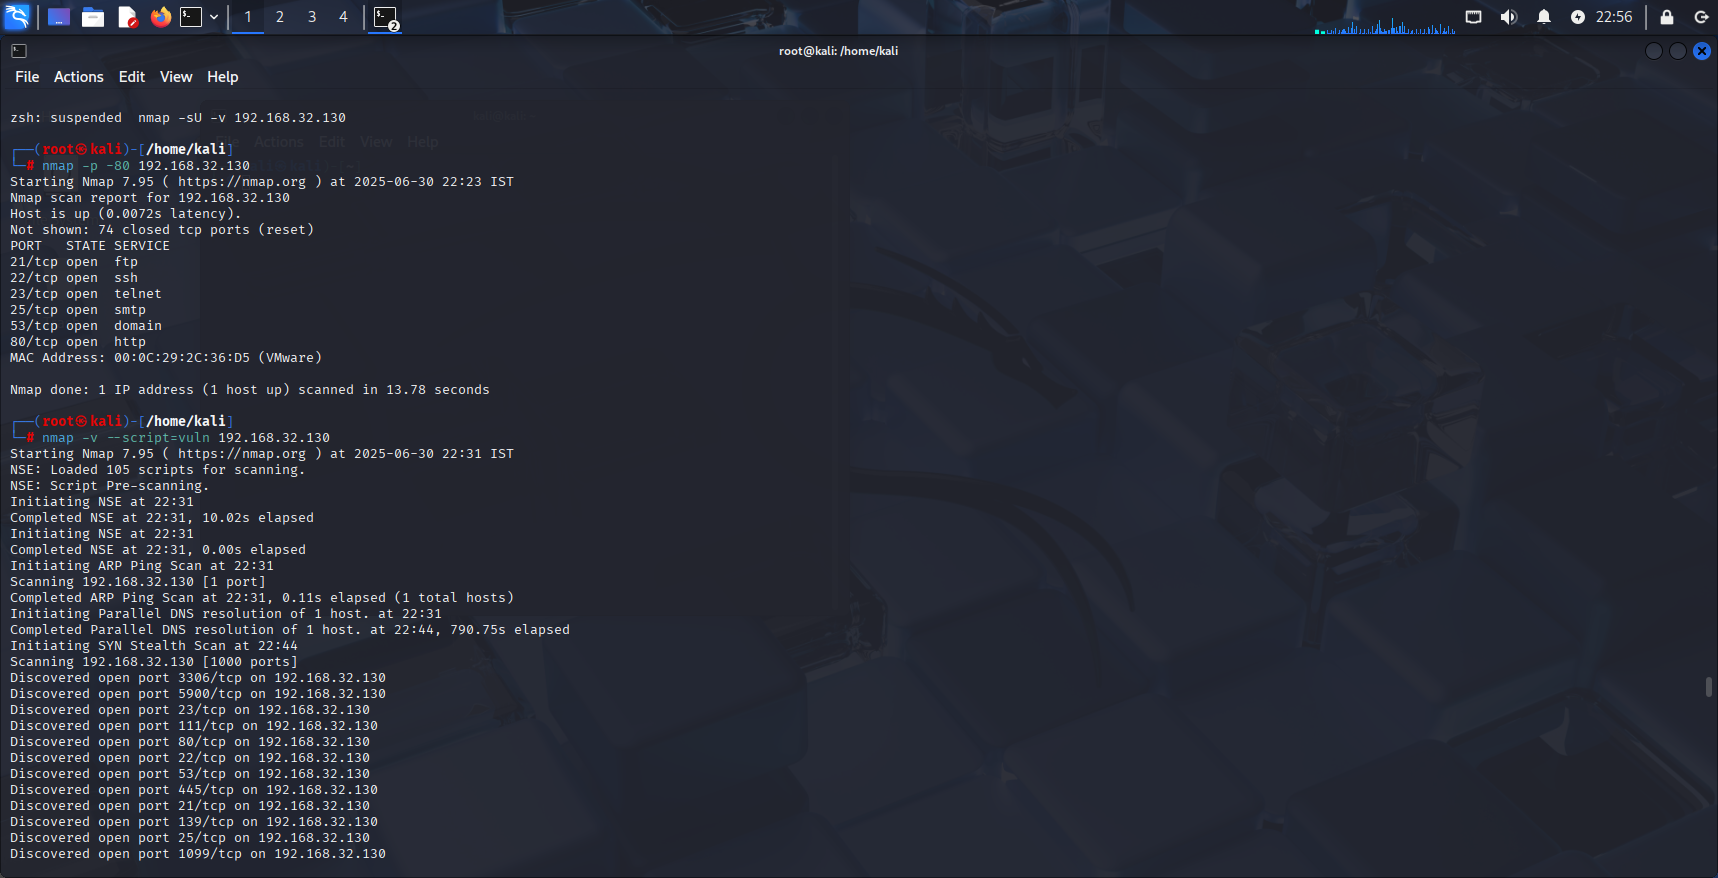 1 2 3 4
2
22:56
root@kali: /home/kali
File Actions Edit View Help
zsh: suspended  nmap -sU -v 192.168.32.130
Actions Edit View Help
┌──(root㉿kali)-[/home/kali]
└─# nmap -p -80 192.168.32.130
Starting Nmap 7.95 ( https://nmap.org ) at 2025-06-30 22:23 IST
Nmap scan report for 192.168.32.130
Host is up (0.0072s latency).
Not shown: 74 closed tcp ports (reset)
PORT   STATE SERVICE
21/tcp open  ftp
22/tcp open  ssh
23/tcp open  telnet
25/tcp open  smtp
53/tcp open  domain
80/tcp open  http
MAC Address: 00:0C:29:2C:36:D5 (VMware)
Nmap done: 1 IP address (1 host up) scanned in 13.78 seconds
┌──(root㉿kali)-[/home/kali]
└─# nmap -v --script=vuln 192.168.32.130
Starting Nmap 7.95 ( https://nmap.org ) at 2025-06-30 22:31 IST
NSE: Loaded 105 scripts for scanning.
NSE: Script Pre-scanning.
Initiating NSE at 22:31
Completed NSE at 22:31, 10.02s elapsed
Initiating NSE at 22:31
Completed NSE at 22:31, 0.00s elapsed
Initiating ARP Ping Scan at 22:31
Scanning 192.168.32.130 [1 port]
Completed ARP Ping Scan at 22:31, 0.11s elapsed (1 total hosts)
Initiating Parallel DNS resolution of 1 host. at 22:31
Completed Parallel DNS resolution of 1 host. at 22:44, 790.75s elapsed
Initiating SYN Stealth Scan at 22:44
Scanning 192.168.32.130 [1000 ports]
Discovered open port 3306/tcp on 192.168.32.130
Discovered open port 5900/tcp on 192.168.32.130
Discovered open port 23/tcp on 192.168.32.130
Discovered open port 111/tcp on 192.168.32.130
Discovered open port 80/tcp on 192.168.32.130
Discovered open port 22/tcp on 192.168.32.130
Discovered open port 53/tcp on 192.168.32.130
Discovered open port 445/tcp on 192.168.32.130
Discovered open port 21/tcp on 192.168.32.130
Discovered open port 139/tcp on 192.168.32.130
Discovered open port 25/tcp on 192.168.32.130
Discovered open port 1099/tcp on 192.168.32.130